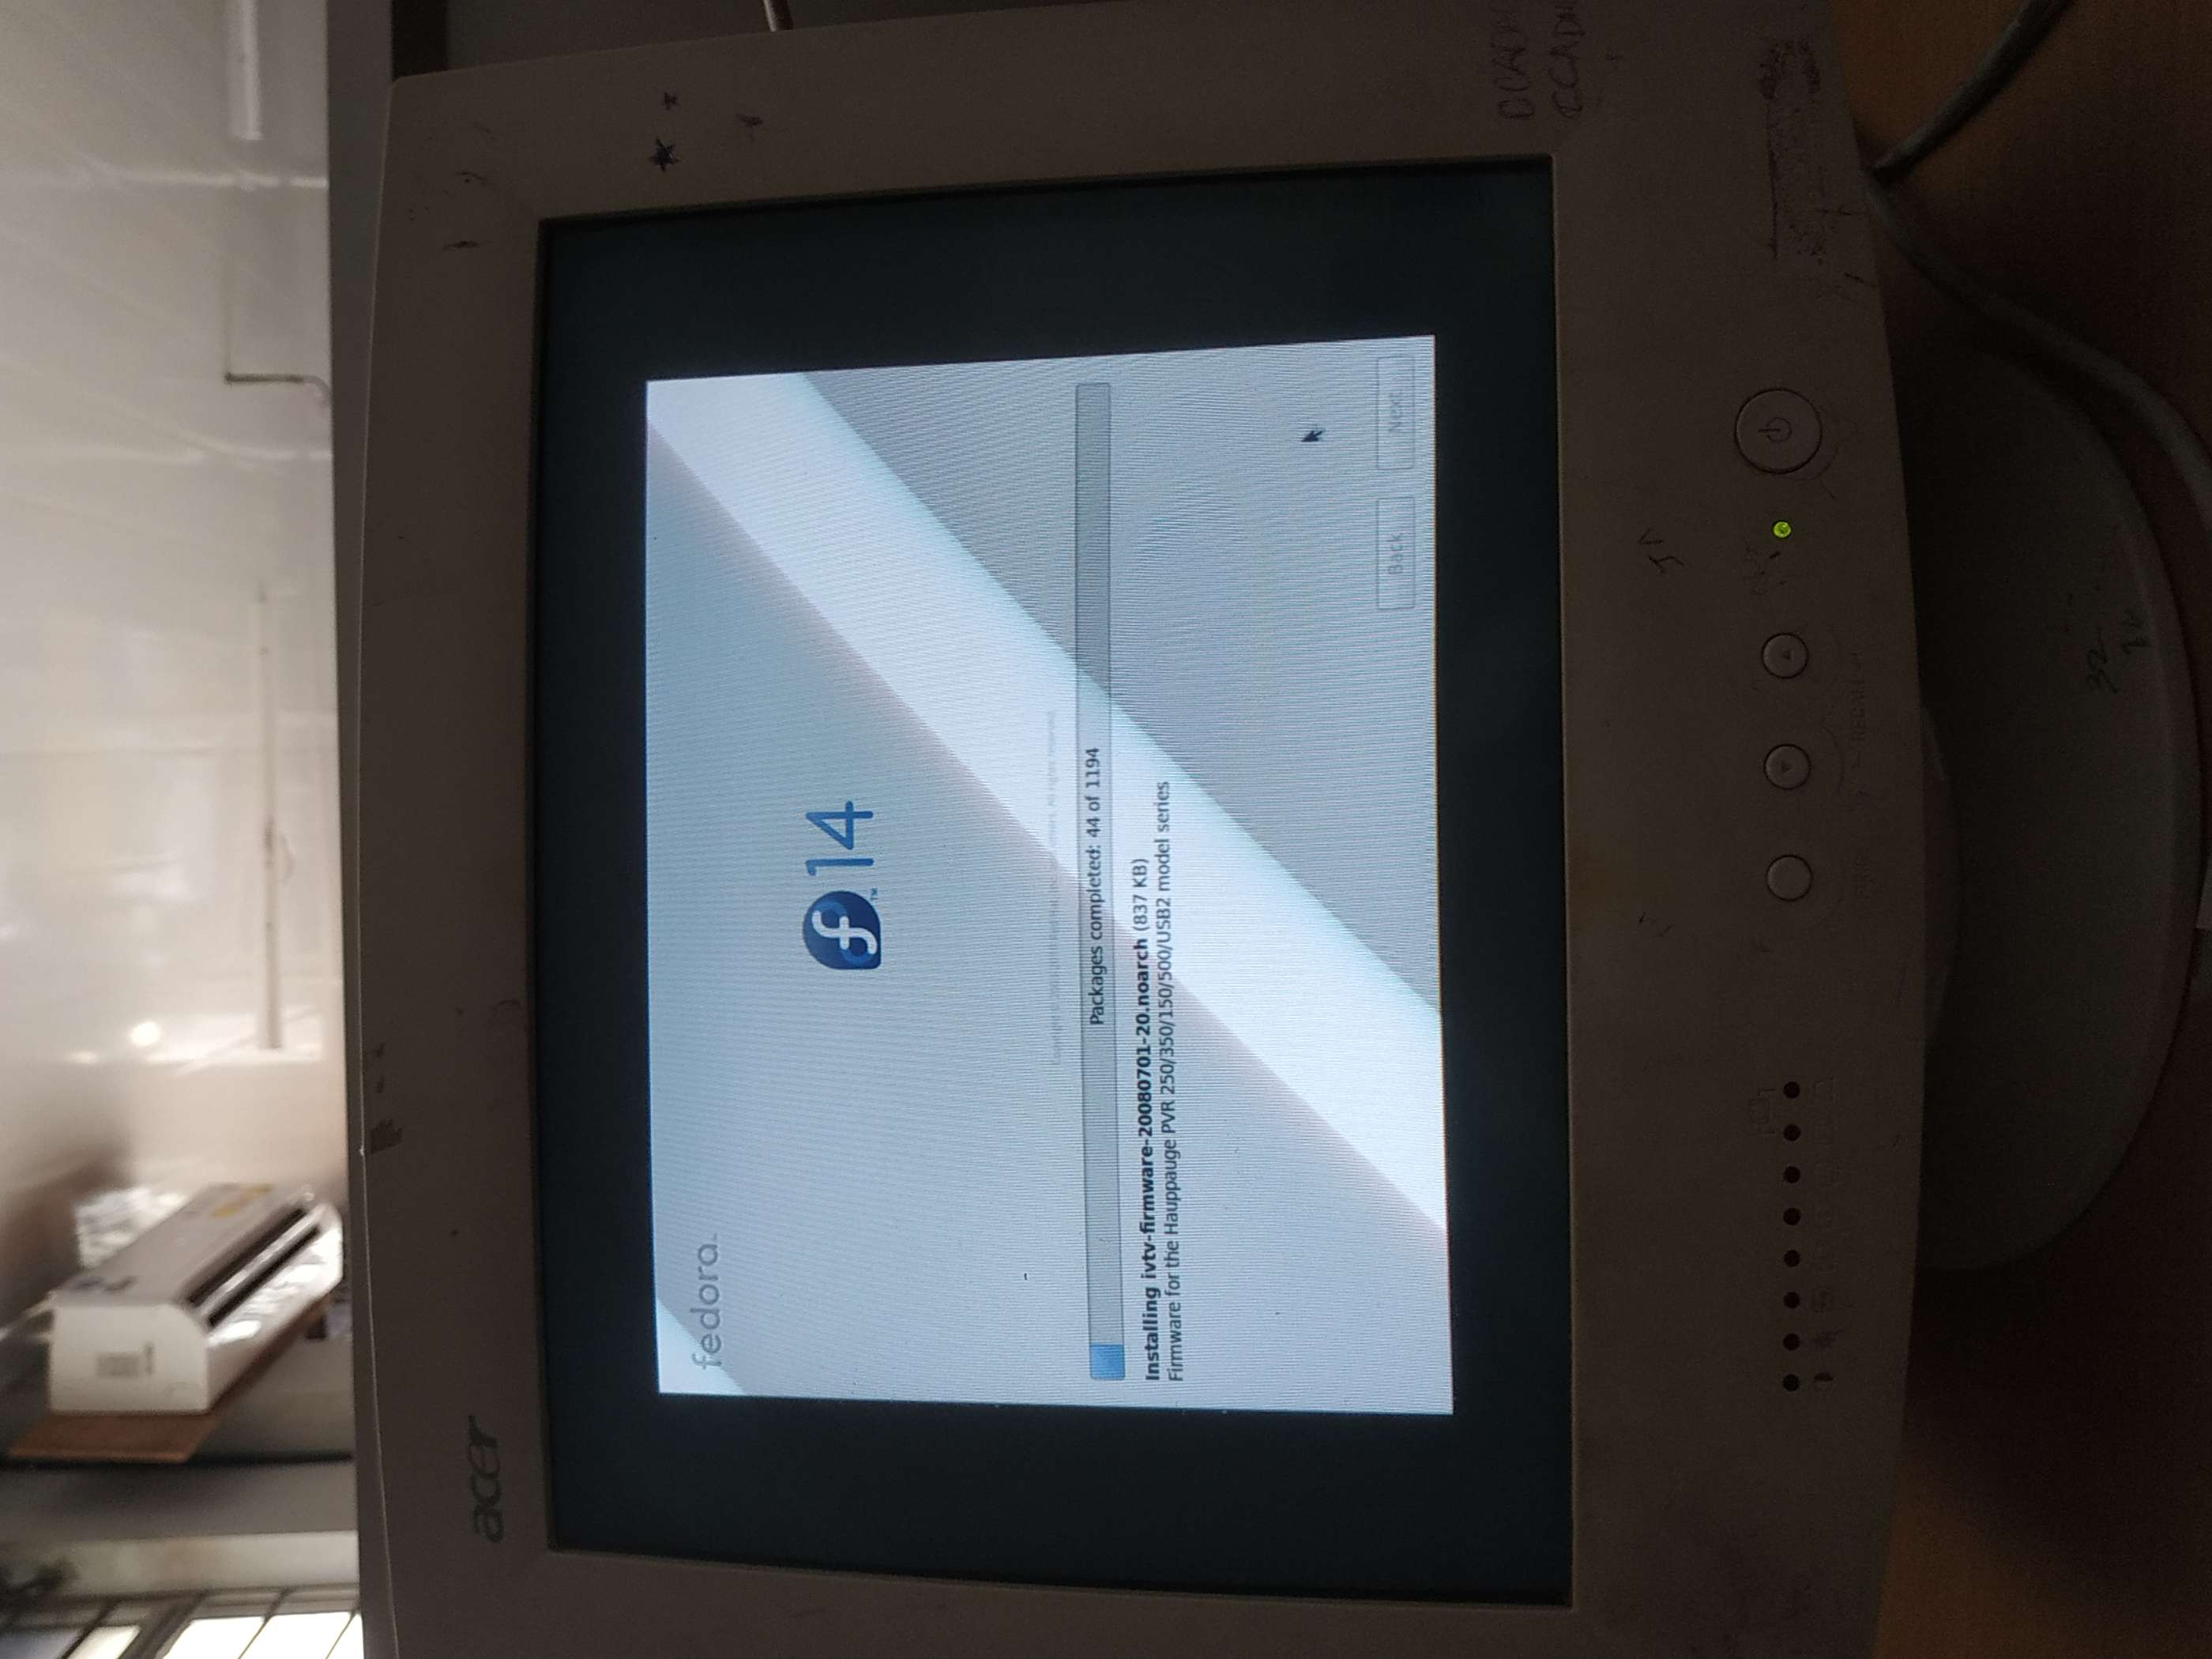 acer
fedora
14
Packages completed: 44 of 1194
Installing ivtv-firmware-20080701-20.noarch (837 KB)
Firmware for the Hauppauge PVR 250/350/150/500/USB2 model series
Back
Next